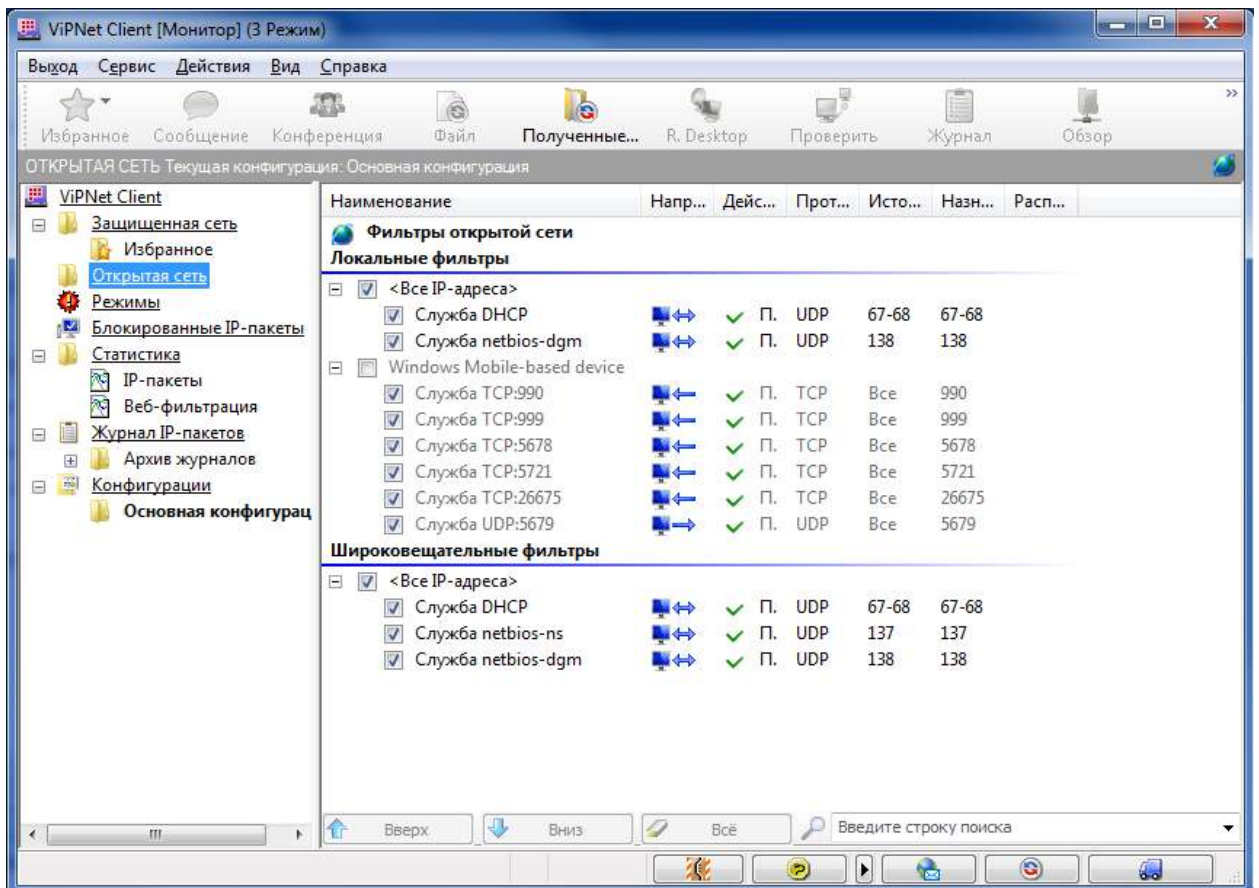 ViPNet Client [Монитор] (3 Режим)
Выход Сервис Действия Вид Справка
Избранное Сообщение Конференция Файл Полученные... R. Desktop Проверить Журнал Обзор
ОТКРЫТАЯ СЕТЬ Текущая конфигурация: Основная конфигурация
ViPNet Client
Защищенная сеть
Избранное
Открытая сеть
Режимы
Блокированные IP-пакеты
Статистика
IP-пакеты
Веб-фильтрация
Журнал IP-пакетов
Архив журналов
Конфигурации
Основная конфигурац
Наименование Напр... Дейс... Прот... Исто... Назн... Расп...
Фильтры открытой сети
Локальные фильтры
<Все IP-адреса>
Служба DHCP П. UDP 67-68 67-68
Служба netbios-dgm П. UDP 138 138
Windows Mobile-based device
Служба TCP:990 П. TCP Все 990
Служба TCP:999 П. TCP Все 999
Служба TCP:5678 П. TCP Все 5678
Служба TCP:5721 П. TCP Все 5721
Служба TCP:26675 П. TCP Все 26675
Служба UDP:5679 П. UDP Все 5679
Широковещательные фильтры
<Все IP-адреса>
Служба DHCP П. UDP 67-68 67-68
Служба netbios-ns П. UDP 137 137
Служба netbios-dgm П. UDP 138 138
Вверх Вниз Всё Введите строку поиска